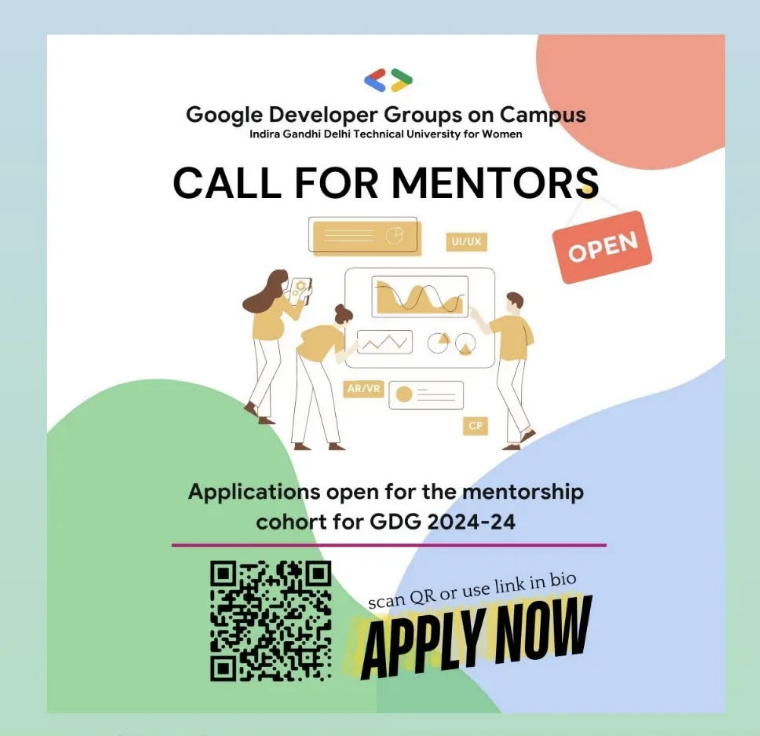 Google Developer Groups on Campus
Indira Gandhi Delhi Technical University for Women
CALL FOR MENTORS
UI/UX
OPEN
AR/VR
CP
Applications open for the mentorship
cohort for GDG 2024-24
scan QR or use link in bio
APPLY NOW